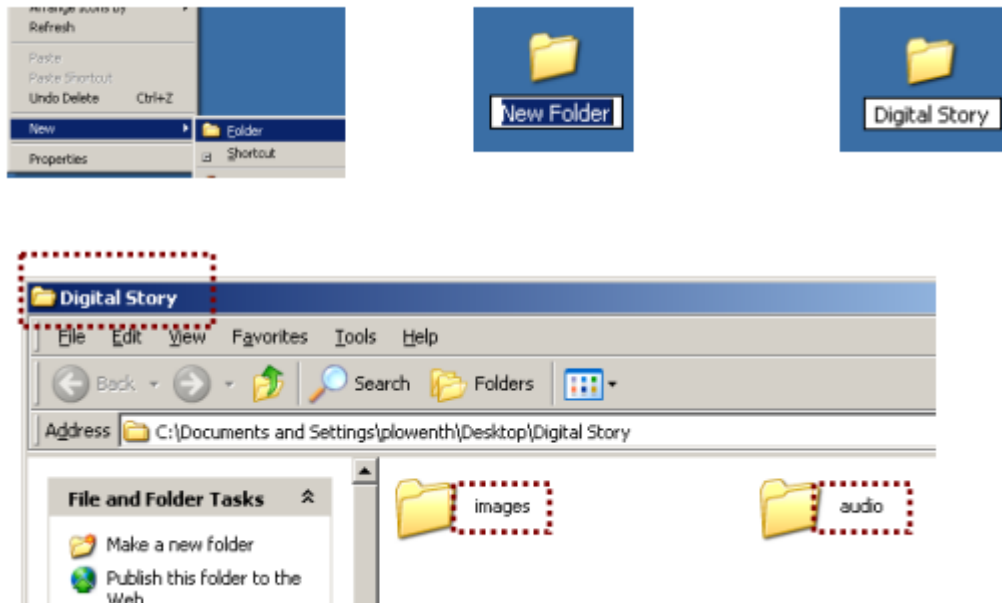 Arrange Icons by
Refresh
Paste
Paste Shortcut
Undo Delete Ctrl+Z
New
Properties
Folder
Shortcut
New Folder
Digital Story
Digital Story
File Edit View Favorites Tools Help
Back Search Folders
Address C:\Documents and Settings\plowenth\Desktop\Digital Story
File and Folder Tasks
Make a new folder
Publish this folder to the
Web
images
audio